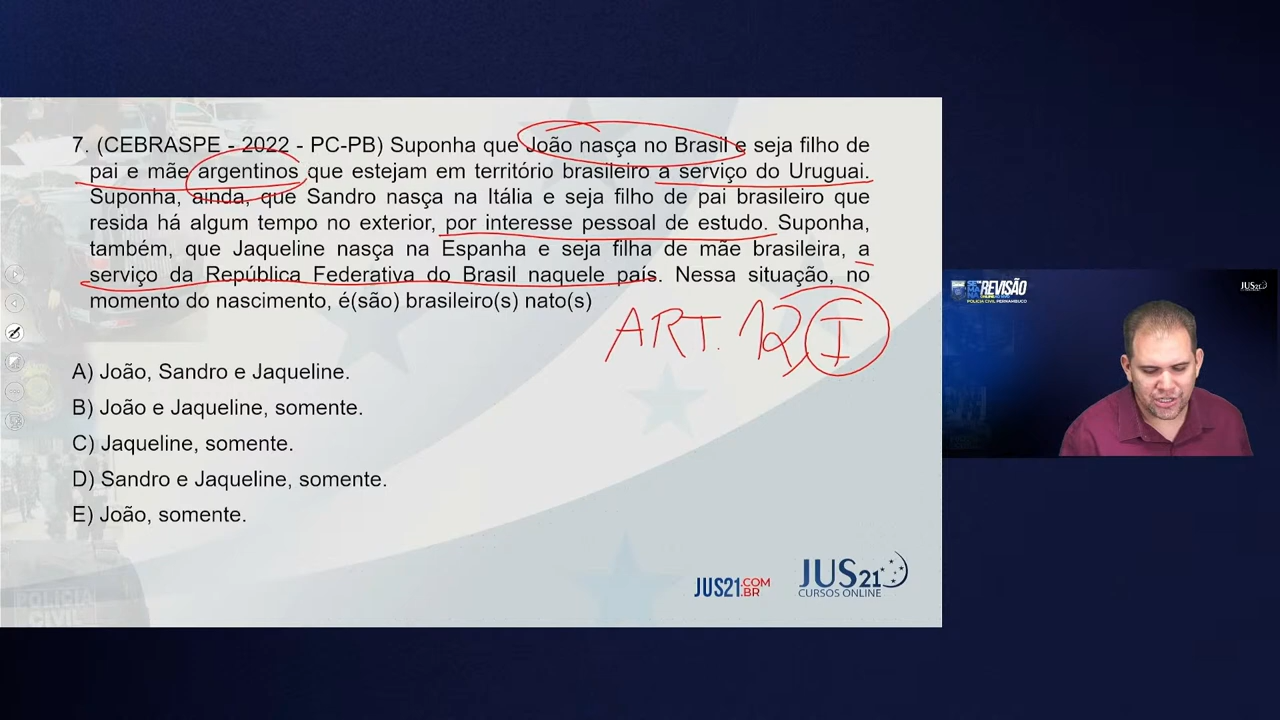 7. (CEBRASPE - 2022 - PC-PB) Suponha que João nasça no Brasil e seja filho de
pai e mãe argentinos que estejam em território brasileiro a serviço do Uruguai.
Suponha, ainda, que Sandro nasça na Itália e seja filho de pai brasileiro que
resida há algum tempo no exterior, por interesse pessoal de estudo. Suponha,
também, que Jaqueline nasça na Espanha e seja filha de mãe brasileira, a
serviço da República Federativa do Brasil naquele país. Nessa situação, no
momento do nascimento, é(são) brasileiro(s) nato(s)
ART. 12, I
A) João, Sandro e Jaqueline.
B) João e Jaqueline, somente.
C) Jaqueline, somente.
D) Sandro e Jaqueline, somente.
E) João, somente.
JUS21.COM.BR
JUS21
CURSOS ONLINE
SEMANA ONLINE REVISÃO
POLÍCIA CIVIL PERNAMBUCO
JUS21
POLÍCIA
CIVIL